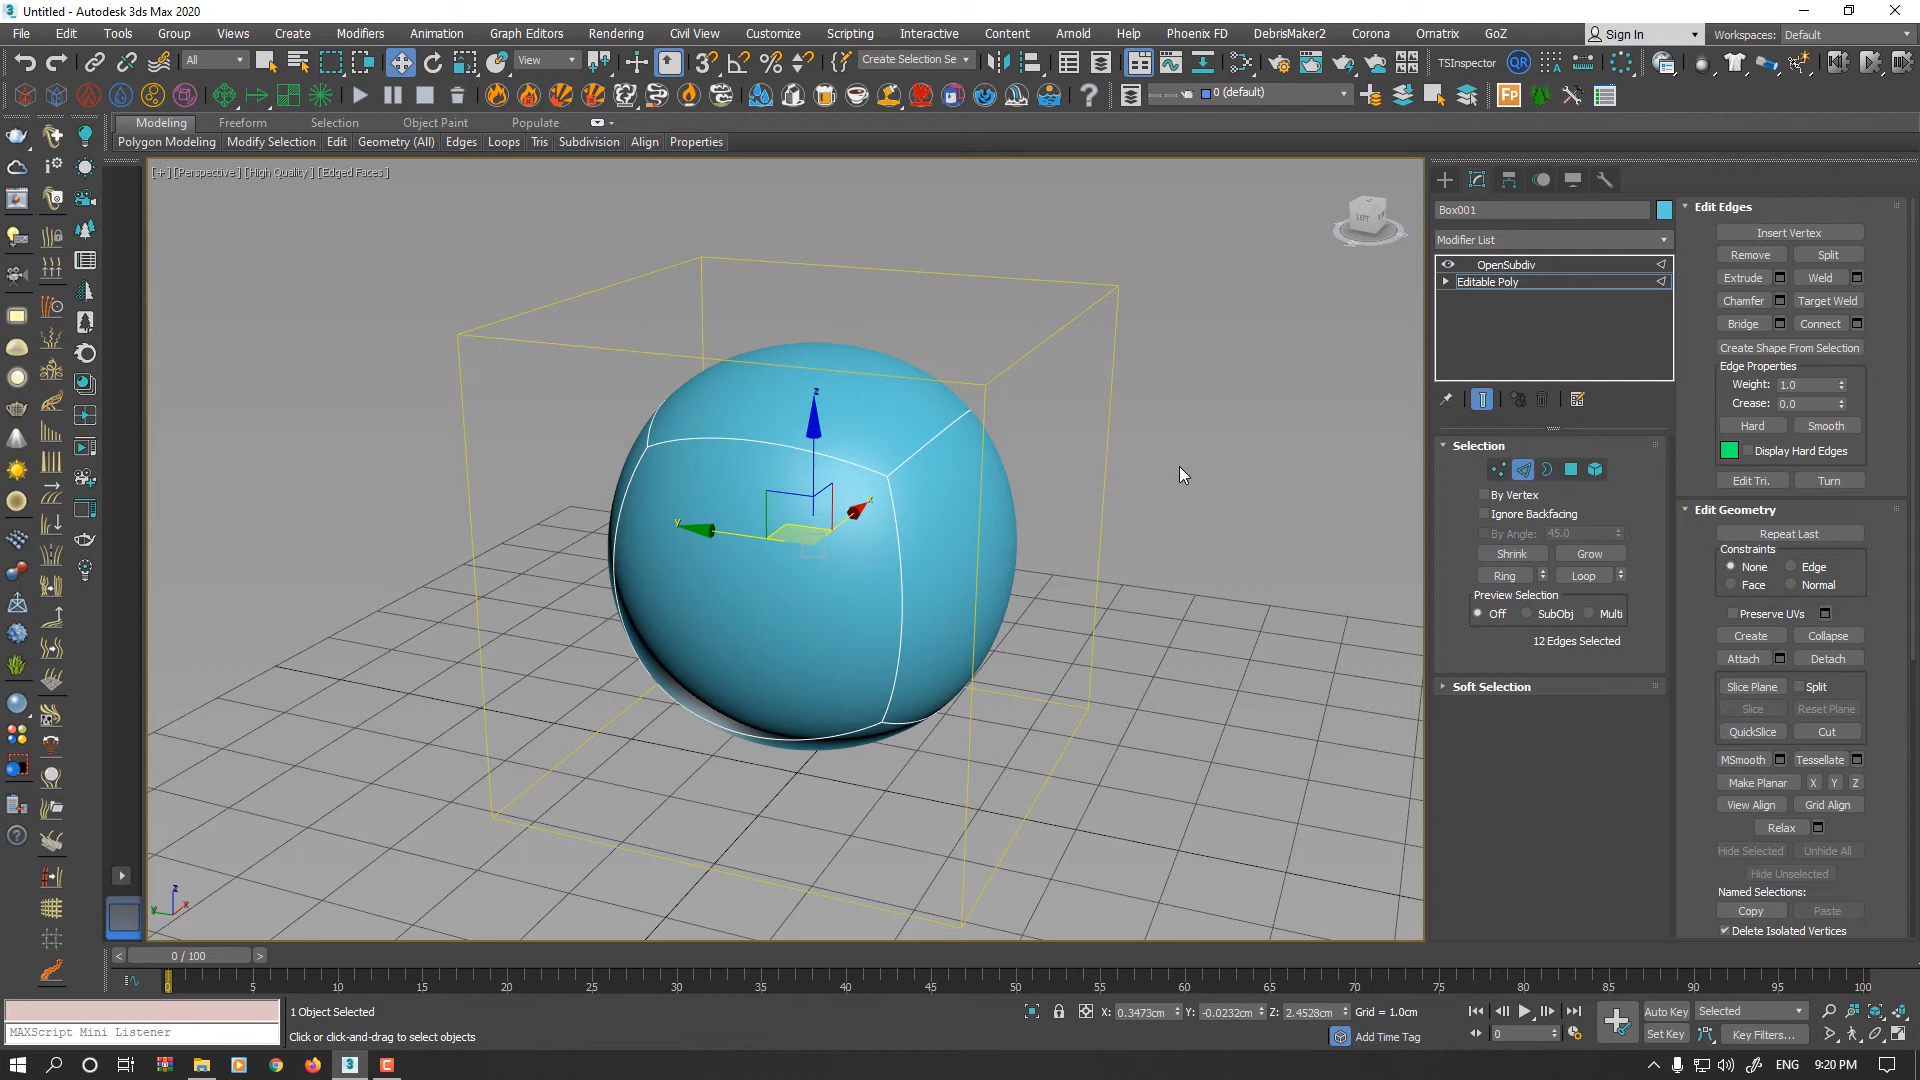 Untitled - Autodesk 3ds Max 2020
File Edit Tools Group Views Create Modifiers Animation Graph Editors Rendering Civil View Customize Scripting Interactive Content Arnold Help Phoenix FD DebrisMaker2 Corona Ornatrix GoZ Sign In Workspaces: Default
All View Create Selection Se TSInspector QR
0 (default) FP
Modeling Freeform Selection Object Paint Populate
Polygon Modeling Modify Selection Edit Geometry (All) Edges Loops Tris Subdivision Align Properties
[+] [Perspective] [High Quality] [Edged Faces]
LEFT
z
y
x
z
y
x
Box001
Modifier List
OpenSubdiv
Editable Poly
Selection
By Vertex
Ignore Backfacing
By Angle: 45.0
Shrink Grow
Ring Loop
Preview Selection
Off SubObj Multi
12 Edges Selected
Soft Selection
Edit Edges
Insert Vertex
Remove Split
Extrude Weld
Chamfer Target Weld
Bridge Connect
Create Shape From Selection
Edge Properties
Weight: 1.0
Crease: 0.0
Hard Smooth
Display Hard Edges
Edit Tri. Turn
Edit Geometry
Repeat Last
Constraints
None Edge
Face Normal
Preserve UVs
Create Collapse
Attach Detach
Slice Plane Split
Slice Reset Plane
QuickSlice Cut
MSmooth Tessellate
Make Planar X Y Z
View Align Grid Align
Relax
Hide Selected Unhide All
Hide Unselected
Named Selections:
Copy Paste
Delete Isolated Vertices
< 0 / 100 >
0 5 10 15 20 25 30 35 40 45 50 55 60 65 70 75 80 85 90 95 100
1 Object Selected X: 0.3473cm Y: -0.0232cm Z: 2.4528cm Grid = 1.0cm Auto Key Selected
MAXScript Mini Listener Click or click-and-drag to select objects Add Time Tag 0 Set Key Key Filters...
3 C ENG 9:20 PM